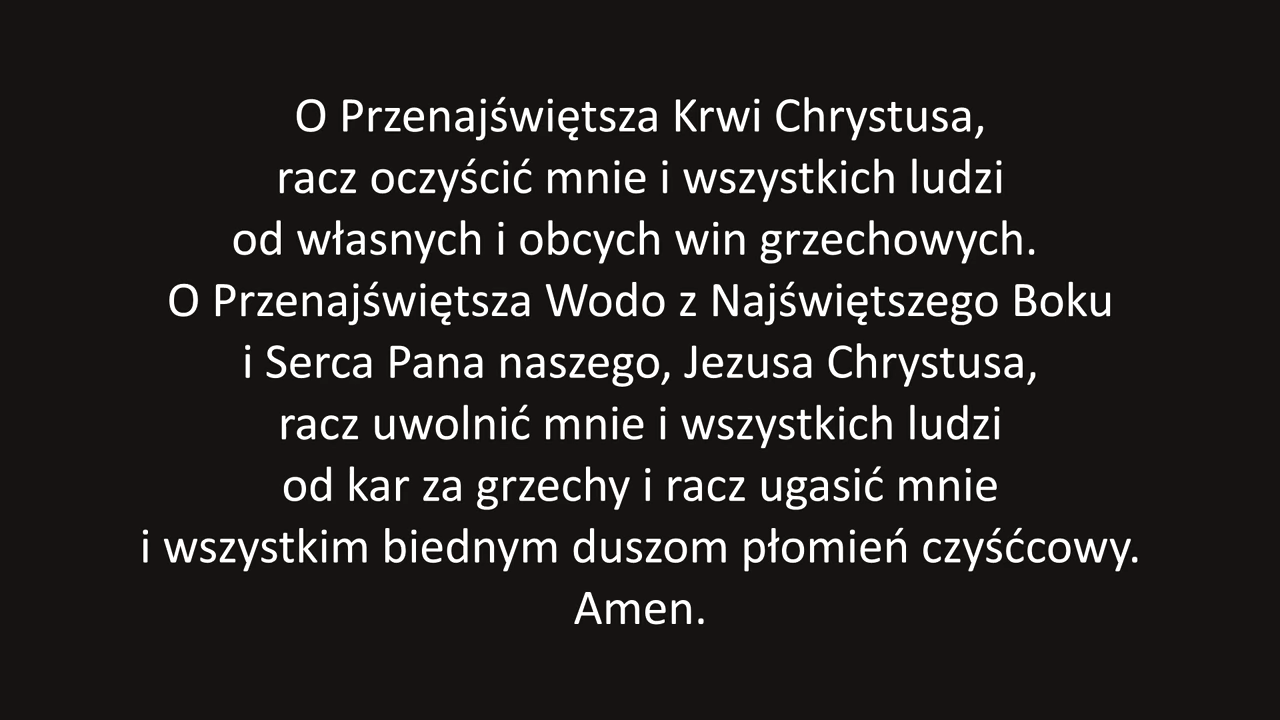 O Przenajświętsza Krwi Chrystusa,
racz oczyścić mnie i wszystkich ludzi
od własnych i obcych win grzechowych.
O Przenajświętsza Wodo z Najświętszego Boku
i Serca Pana naszego, Jezusa Chrystusa,
racz uwolnić mnie i wszystkich ludzi
od kar za grzechy i racz ugasić mnie
i wszystkim biednym duszom płomień czyśćcowy.
Amen.